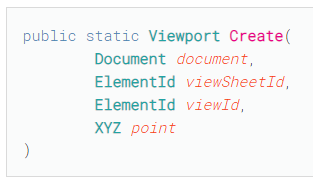 public static Viewport Create(
Document document,
ElementId viewSheetId,
ElementId viewId,
XYZ point
)